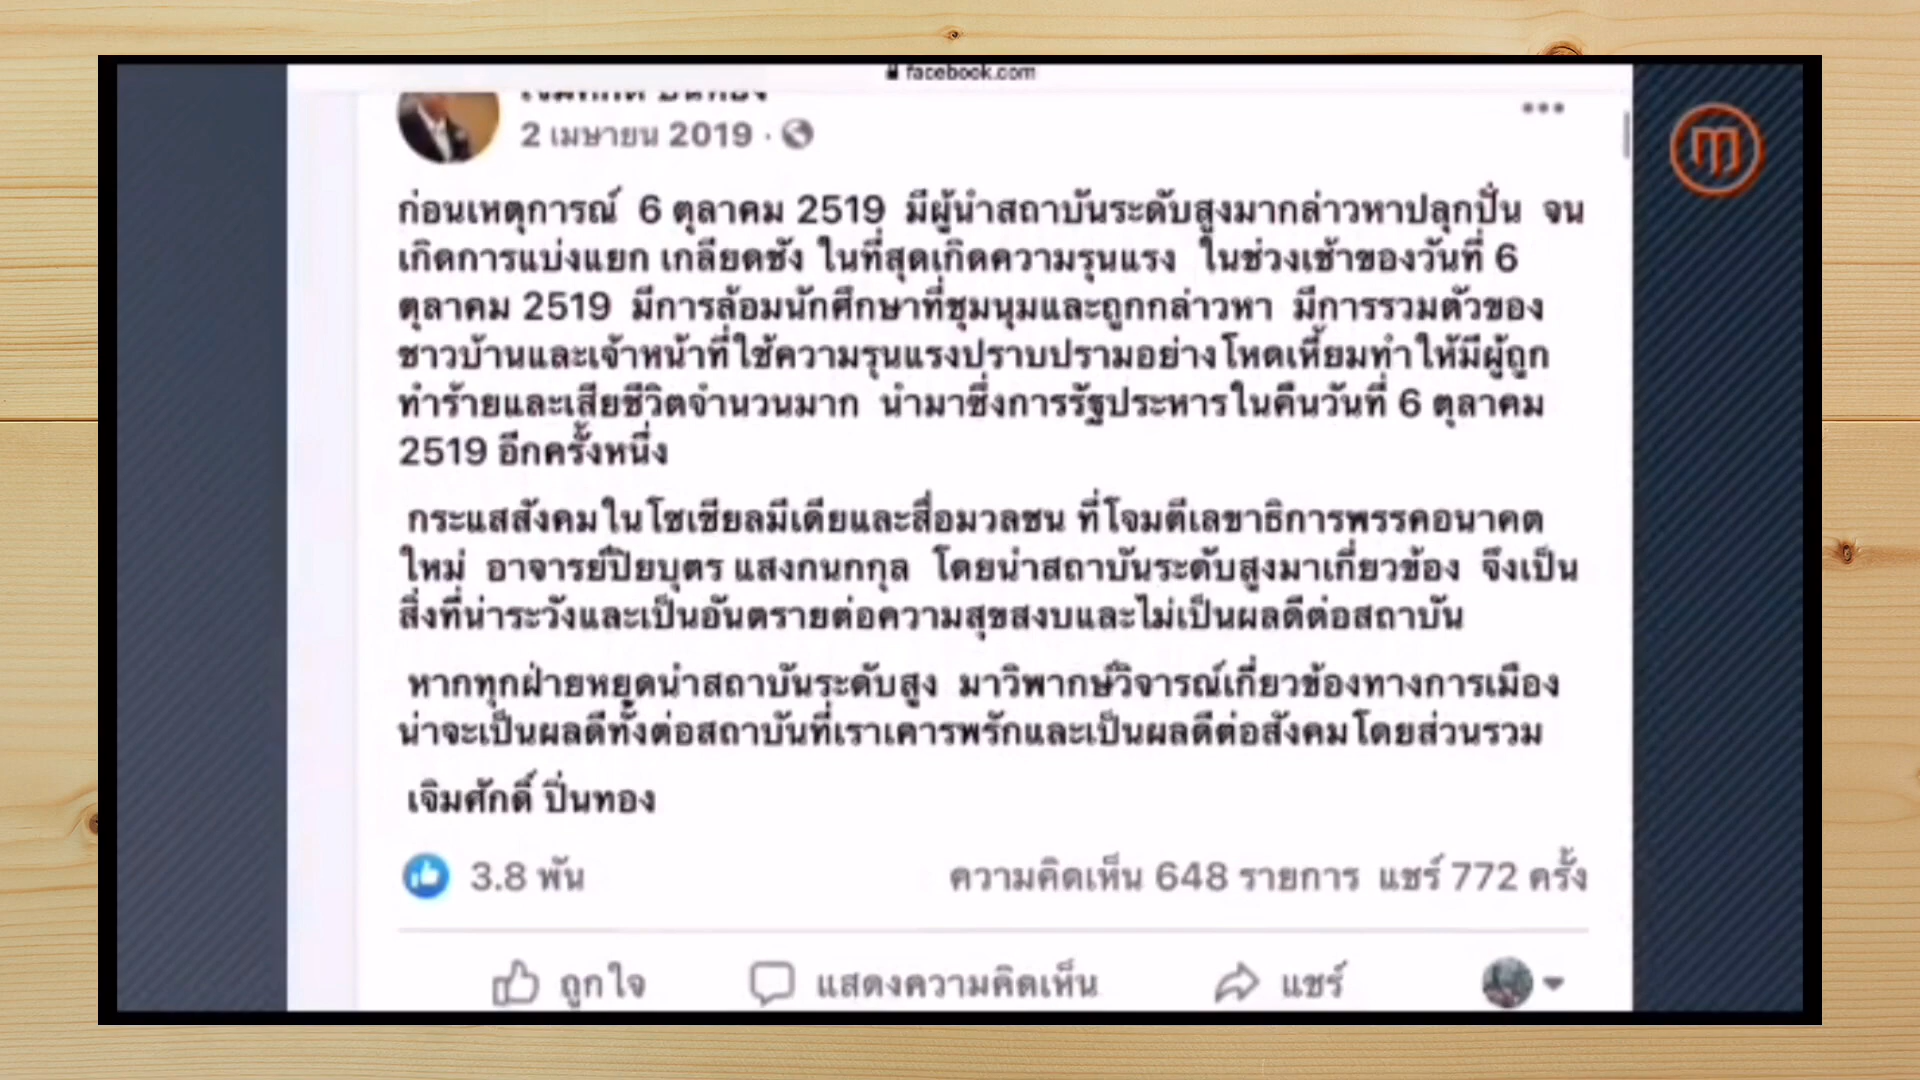 facebook.com
เจิมศักดิ์ ปิ่นทอง
2 เมษายน 2019 ·
ก่อนเหตุการณ์ 6 ตุลาคม 2519 มีผู้นำสถาบันระดับสูงมากล่าวหาปลุกปั่น จน
เกิดการแบ่งแยก เกลียดชัง ในที่สุดเกิดความรุนแรง ในช่วงเช้าของวันที่ 6
ตุลาคม 2519 มีการล้อมนักศึกษาที่ชุมนุมและถูกกล่าวหา มีการรวมตัวของ
ชาวบ้านและเจ้าหน้าที่ใช้ความรุนแรงปราบปรามอย่างโหดเหี้ยมทำให้มีผู้ถูก
ทำร้ายและเสียชีวิตจำนวนมาก นำมาซึ่งการรัฐประหารในคืนวันที่ 6 ตุลาคม
2519 อีกครั้งหนึ่ง
กระแสสังคมในโซเชียลมีเดียและสื่อมวลชน ที่โจมตีเลขาธิการพรรคอนาคต
ใหม่ อาจารย์ปิยบุตร แสงกนกกุล โดยนำสถาบันระดับสูงมาเกี่ยวข้อง จึงเป็น
สิ่งที่น่าระวังและเป็นอันตรายต่อความสุขสงบและไม่เป็นผลดีต่อสถาบัน
หากทุกฝ่ายหยุดนำสถาบันระดับสูง มาวิพากษ์วิจารณ์เกี่ยวข้องทางการเมือง
น่าจะเป็นผลดีทั้งต่อสถาบันที่เราเคารพรักและเป็นผลดีต่อสังคมโดยส่วนรวม
เจิมศักดิ์ ปิ่นทอง
3.8 พัน ความคิดเห็น 648 รายการ แชร์ 772 ครั้ง
ถูกใจ แสดงความคิดเห็น แชร์